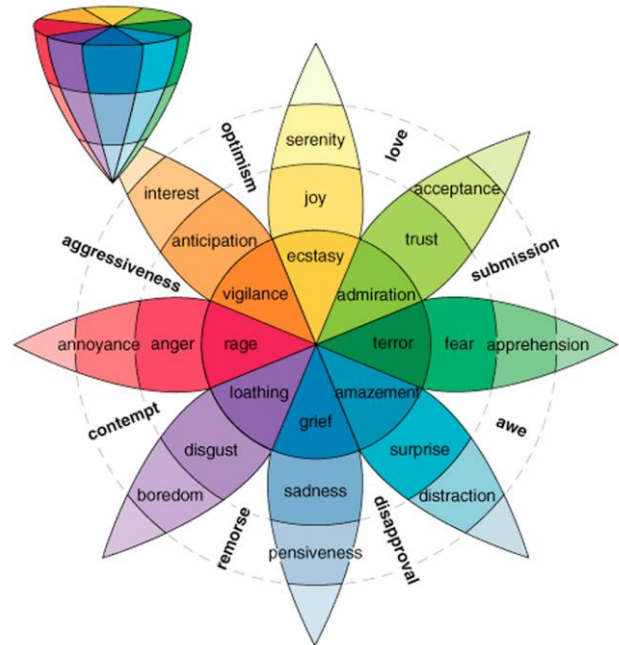 optimism
serenity
love
interest
acceptance
joy
anticipation
trust
aggressiveness
ecstasy
submission
vigilance
admiration
annoyance
anger
rage
terror
fear
apprehension
loathing
amazement
contempt
grief
awe
disgust
surprise
boredom
sadness
distraction
remorse
disapproval
pensiveness